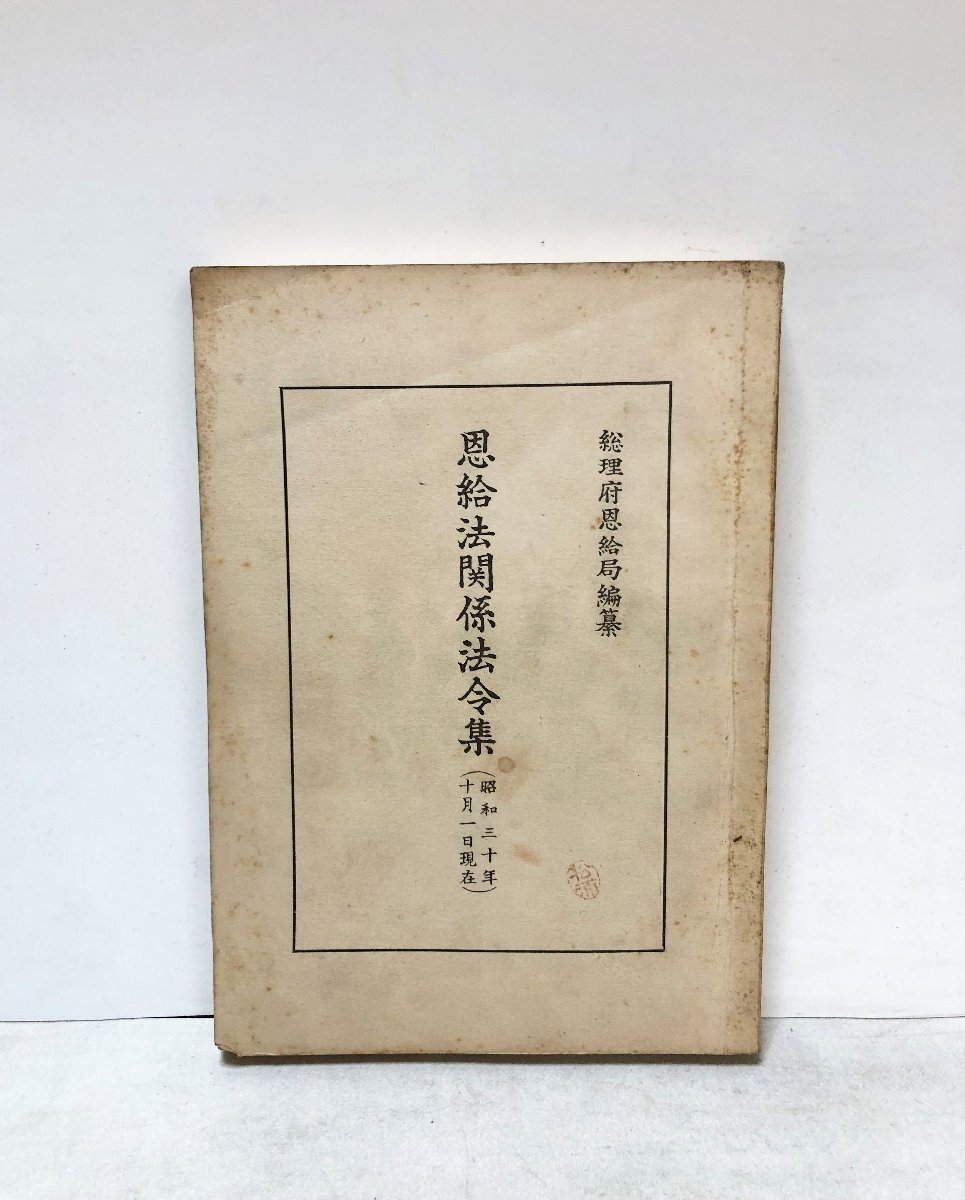 総理府恩給局編纂
恩給法関係法令集
(昭和三十年
十月一日現在)